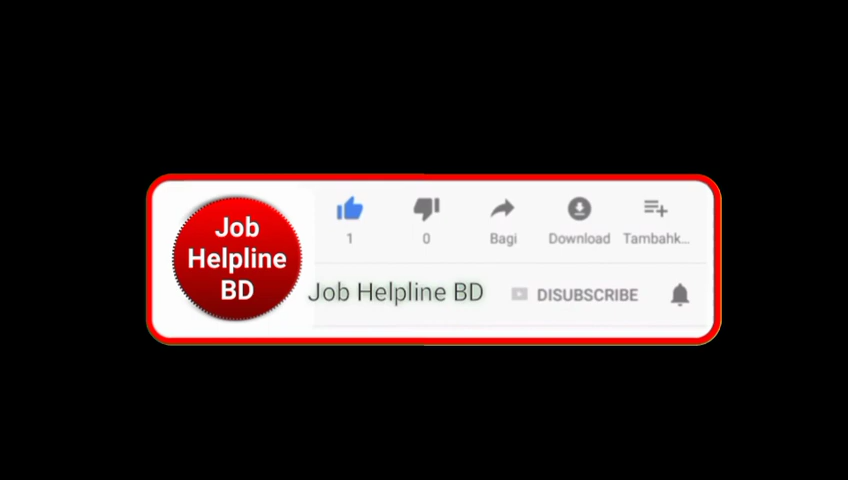 Job
Helpline
BD
1
0
Bagi
Download
Tambahk...
Job Helpline BD
DISUBSCRIBE